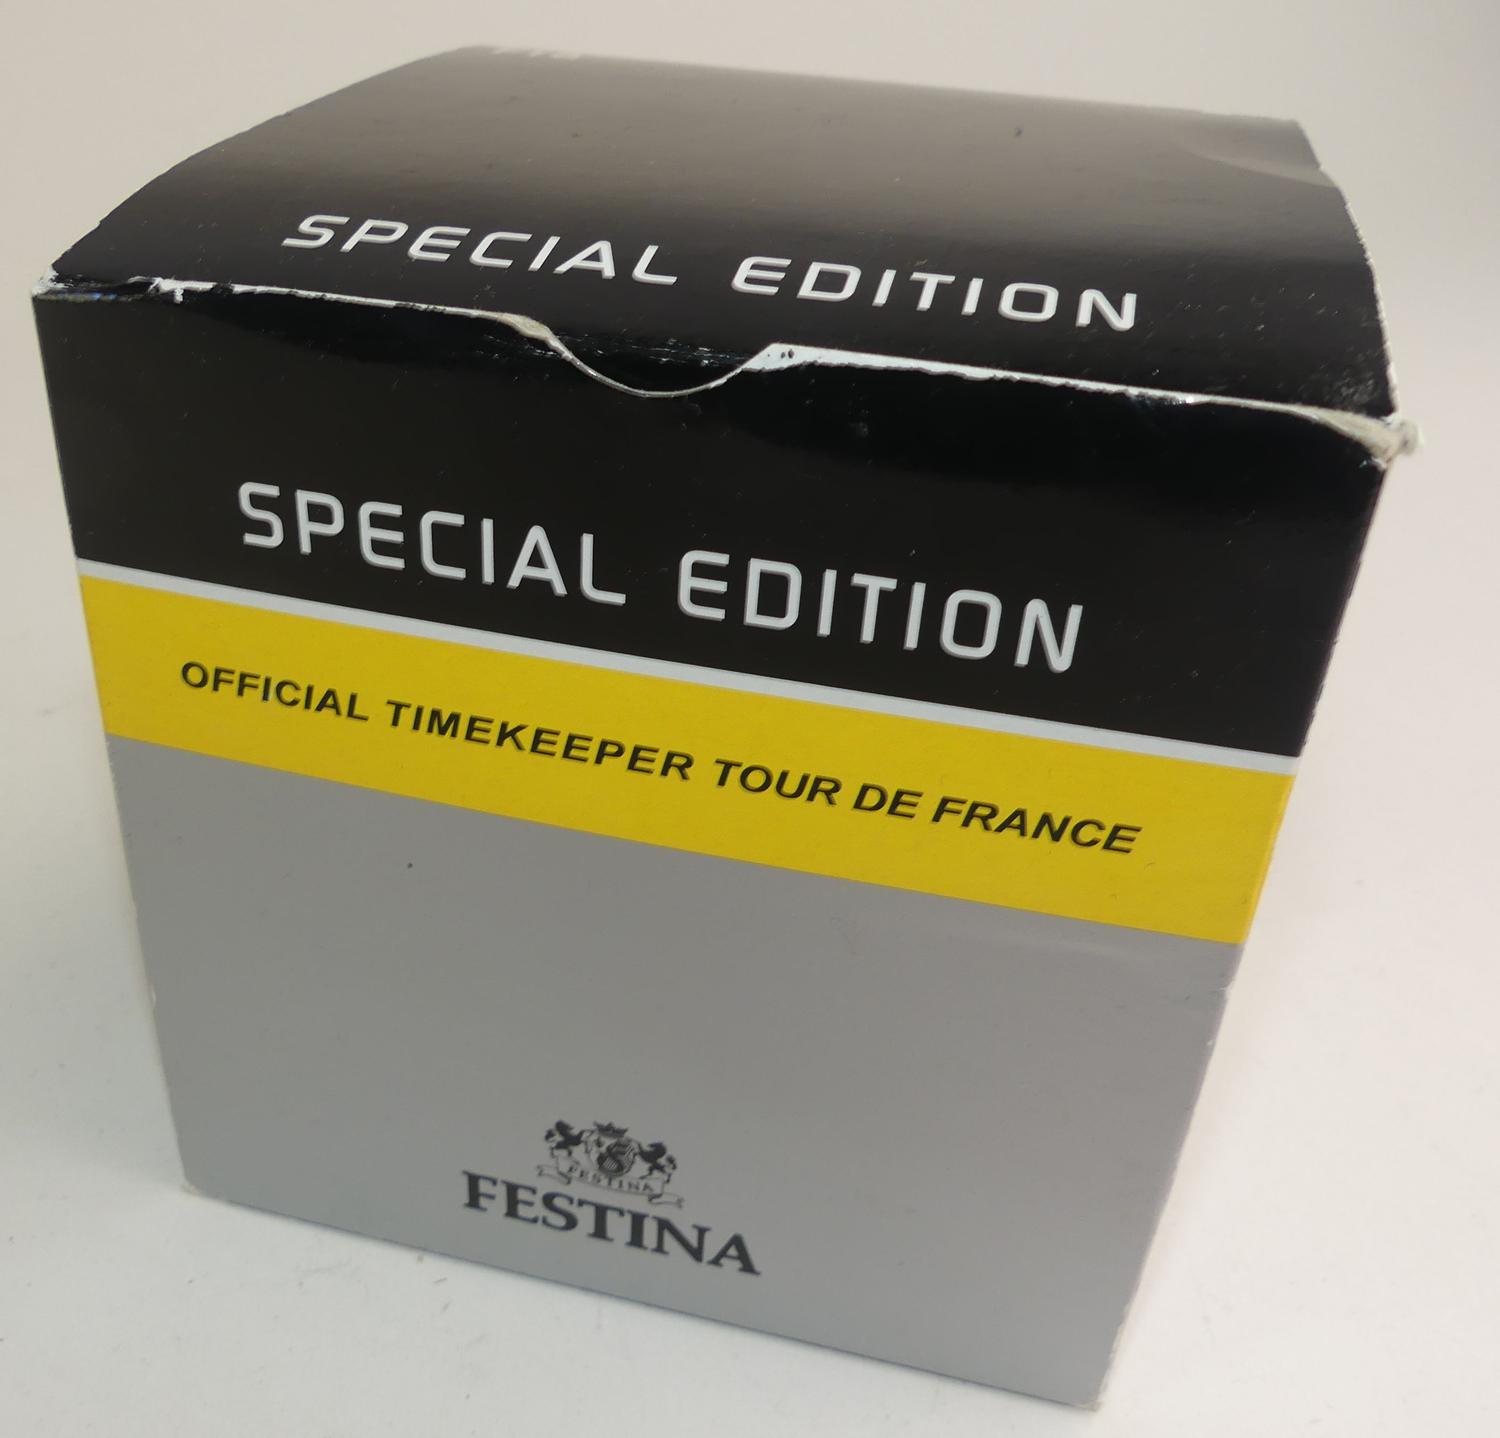 SPECIAL EDITION
SPECIAL EDITION
OFFICIAL TIMEKEEPER TOUR DE FRANCE
FESTINA
FESTINA